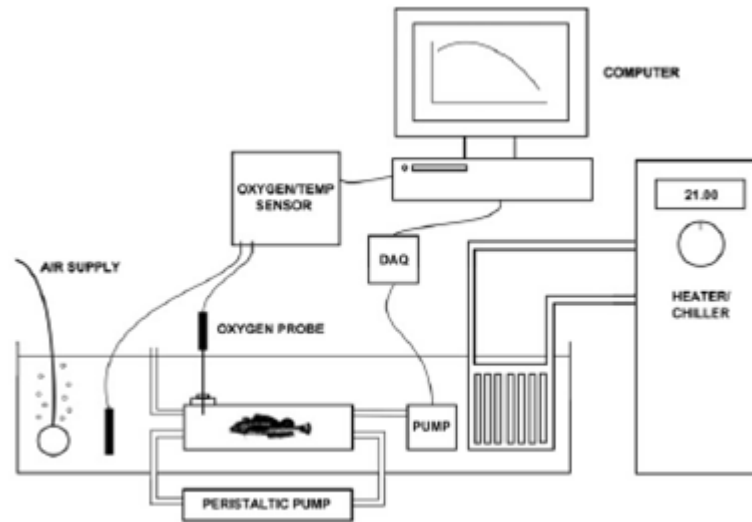 COMPUTER
OXYGEN/TEMP
SENSOR
21.00
DAQ
AIR SUPPLY
HEATER/
CHILLER
OXYGEN PROBE
PUMP
PERISTALTIC PUMP